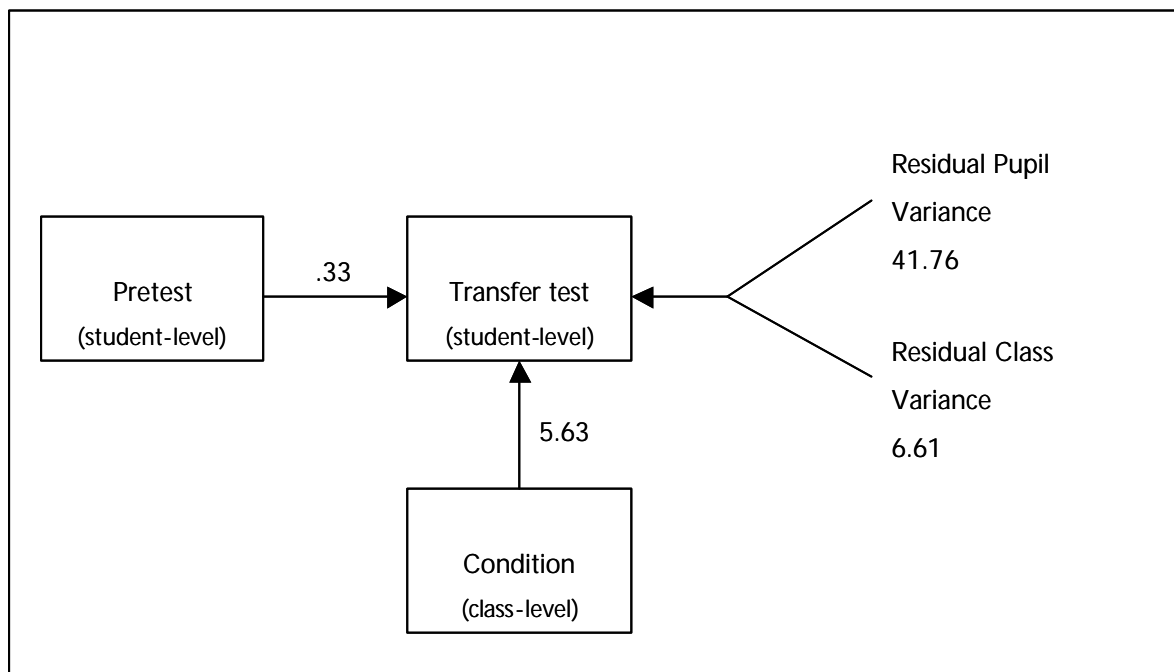 Pretest
(student-level)
.33
Transfer test
(student-level)
Residual Pupil
Variance
41.76
Residual Class
Variance
6.61
5.63
Condition
(class-level)